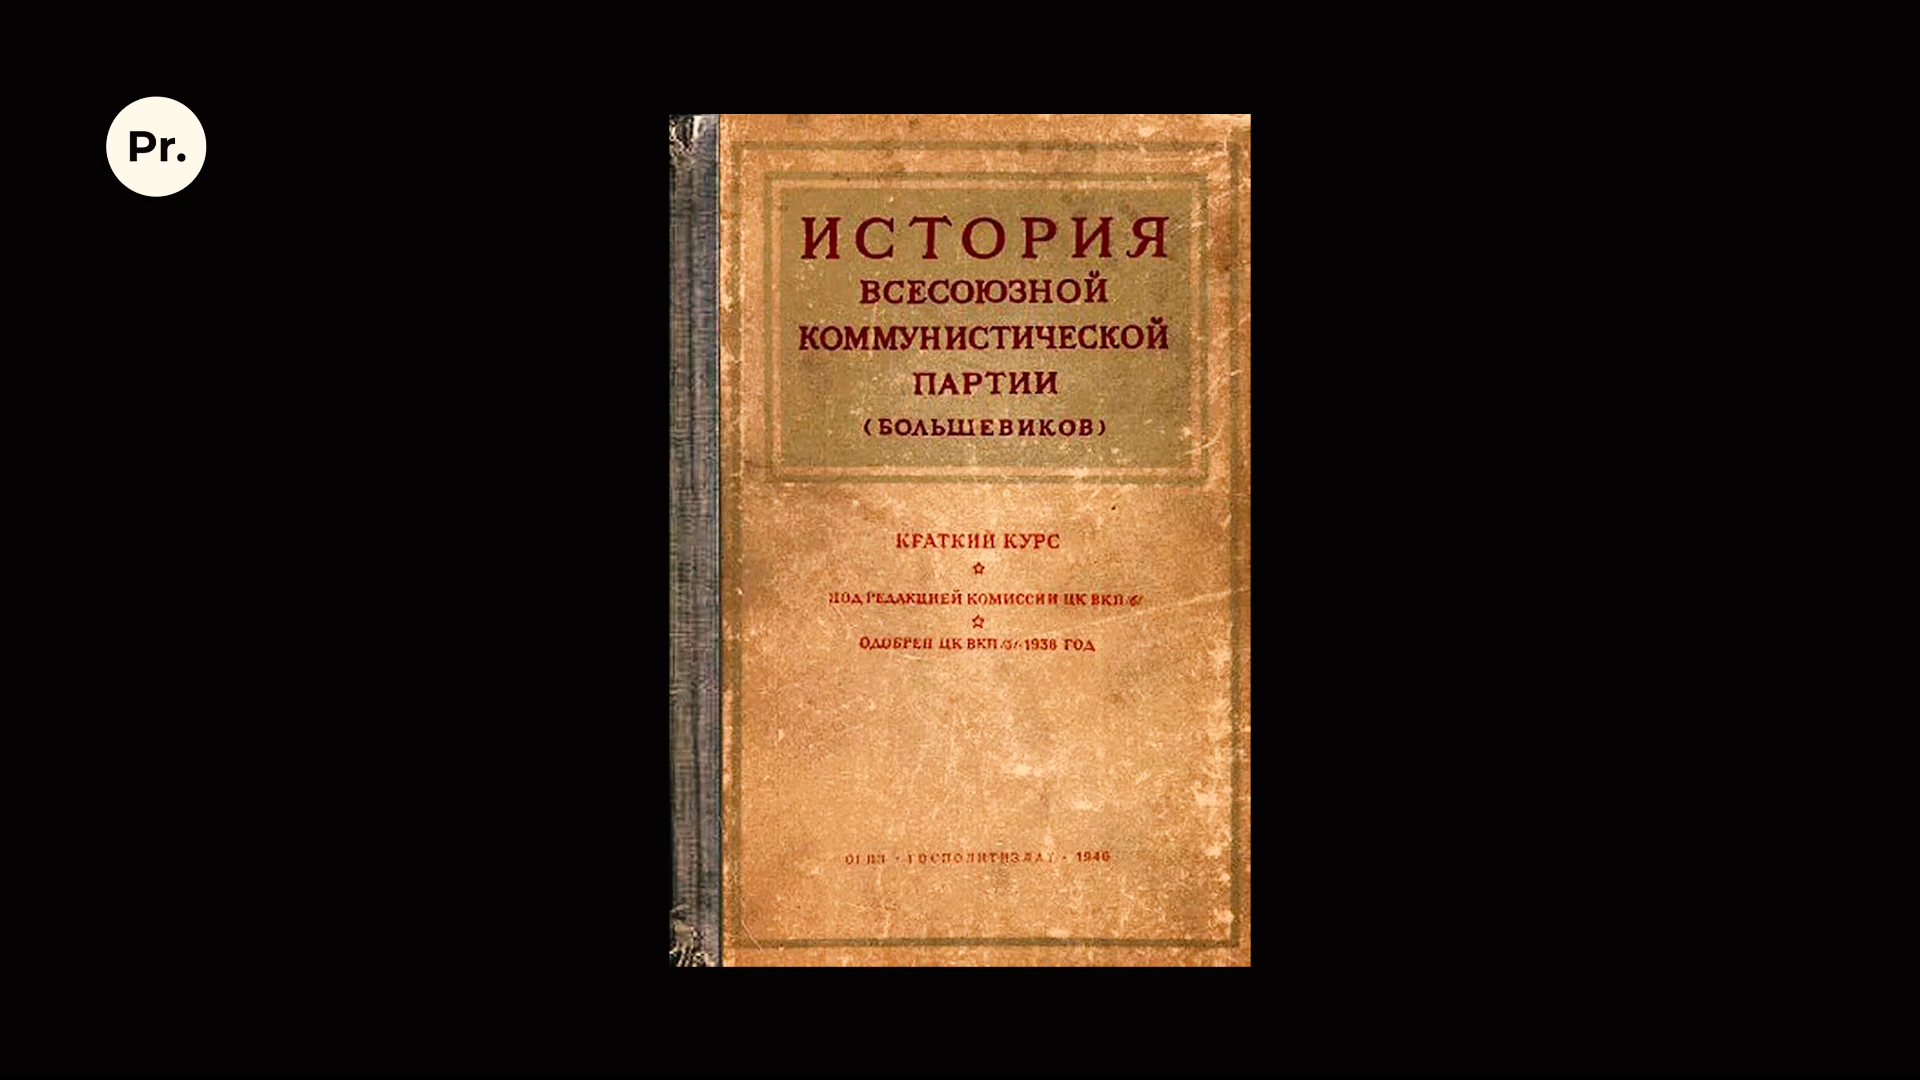 Pr.
ИСТОРИЯ
ВСЕСОЮЗНОЙ
КОММУНИСТИЧЕСКОЙ
ПАРТИИ
(БОЛЬШЕВИКОВ)
КРАТКИЙ КУРС
ПОД РЕДАКЦИЕЙ КОМИССИИ ЦК ВКП/б/
ОДОБРЕН ЦК ВКП/б/ 1938 ГОД
ОГИЗ · ГОСПОЛИТИЗДАТ · 1946